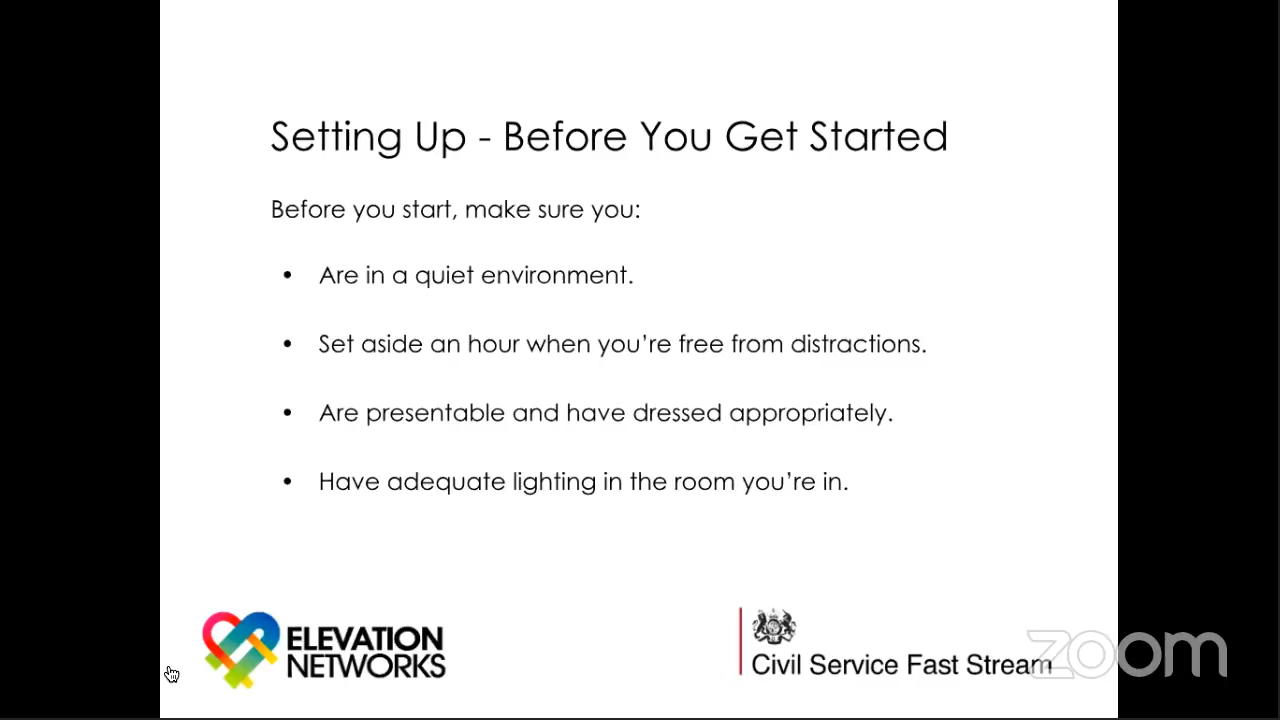 Setting Up - Before You Get Started
Before you start, make sure you:
• Are in a quiet environment.
• Set aside an hour when you’re free from distractions.
• Are presentable and have dressed appropriately.
• Have adequate lighting in the room you’re in.
ELEVATION
NETWORKS
Civil Service Fast Stream
zoom